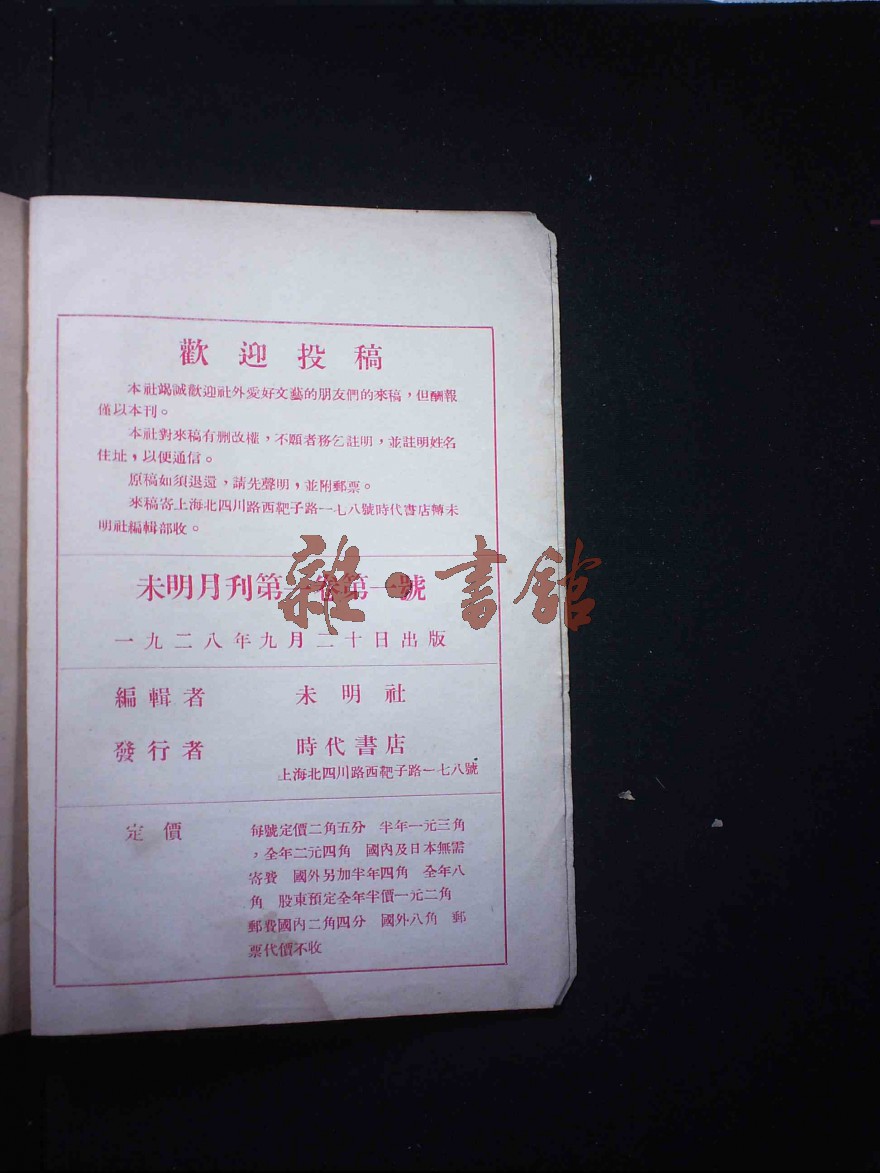 歡迎投稿
本社竭誠歡迎社外愛好文藝的朋友們的來稿，但酬報
僅以本刊。
本社對來稿有删改權，不願者務乞註明，並註明姓名
住址，以便通信。
原稿如須退還，請先聲明，並附郵票。
來稿寄上海北四川路西靶子路一七八號時代書店轉未
明社編輯部收。
未明月刊第一卷第一號
一九二八年九月二十日出版
編輯者 未明社
發行者 時代書店
上海北四川路西靶子路一七八號
定價 每號定價二角五分 半年一元三角
，全年二元四角 國內及日本無需
寄費 國外另加半年四角 全年八
角 股東預定全年半價一元二角
郵費國內二角四分 國外八角 郵
票代價不收
雜·書館